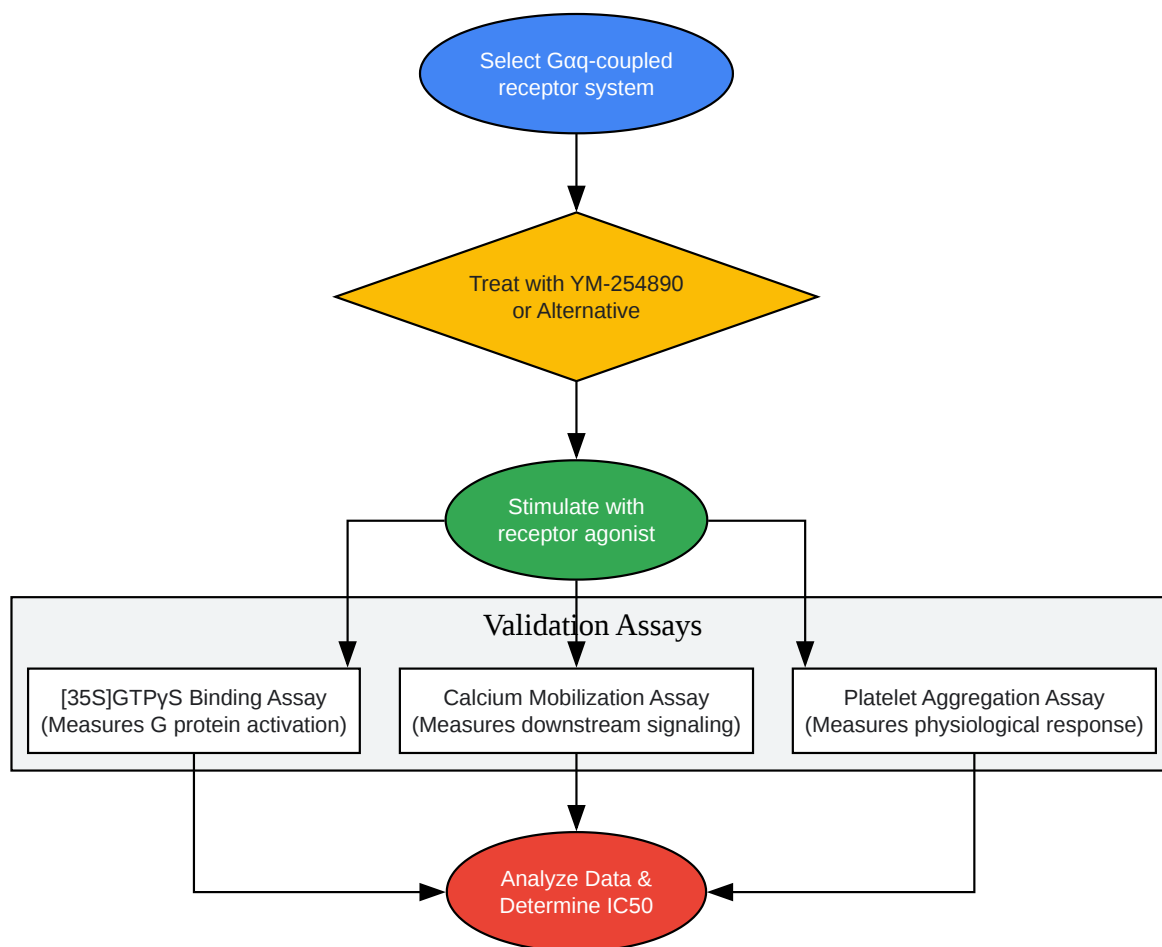 Select Gαq-coupled
receptor system
Treat with YM-254890
or Alternative
Stimulate with
receptor agonist
Validation Assays
[35S]GTPγS Binding Assay
(Measures G protein activation)
Calcium Mobilization Assay
(Measures downstream signaling)
Platelet Aggregation Assay
(Measures physiological response)
Analyze Data &
Determine IC50